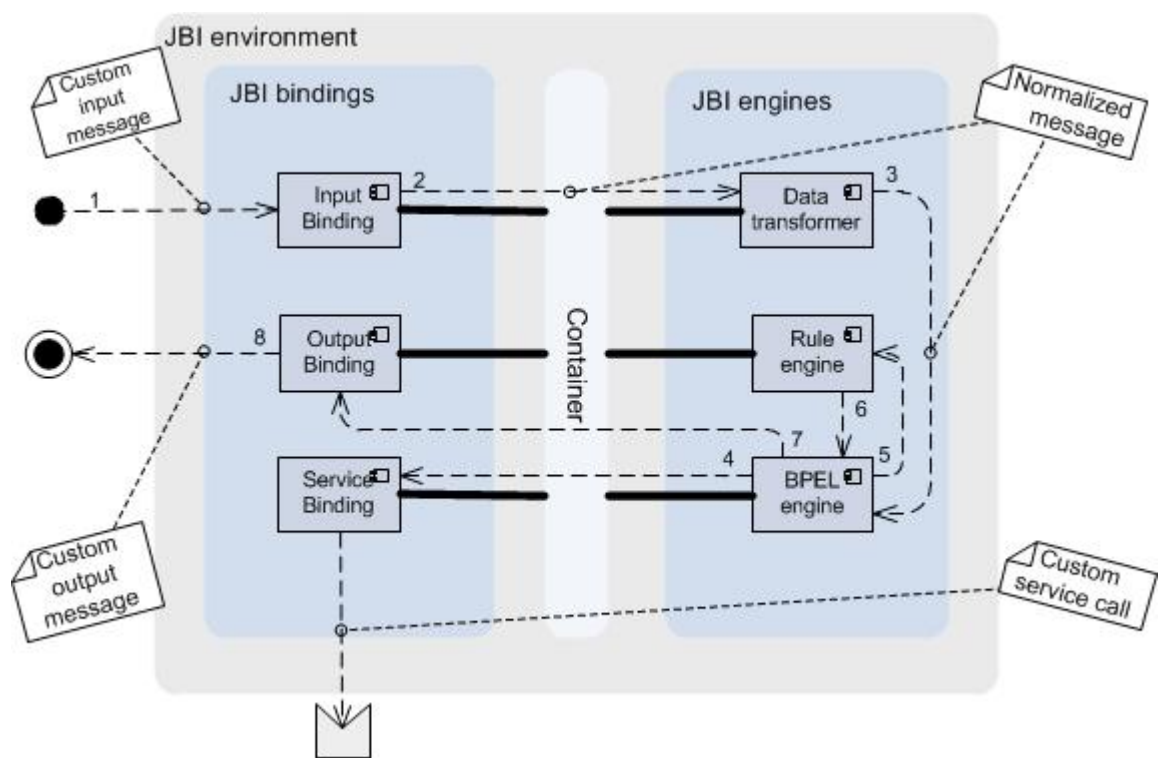 JBI environment
Custom
input
message
JBI bindings
JBI engines
Normalized
message
1
Input
Binding
2
Data
transformer
3
Container
8
Output
Binding
Rule
engine
6
7
4
Service
Binding
BPEL
engine
5
Custom
output
message
Custom
service call